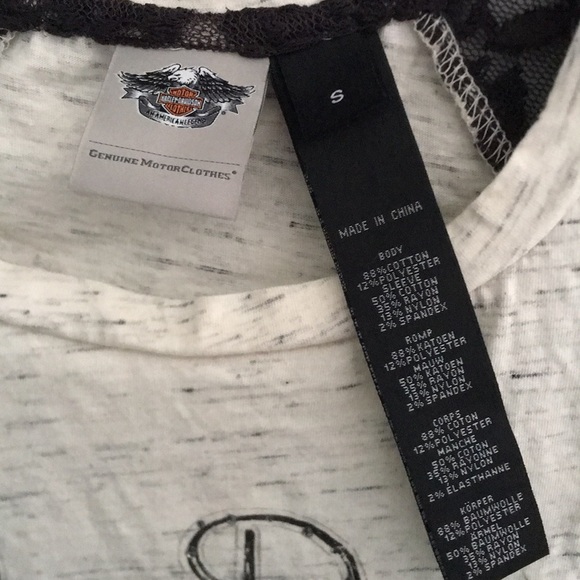 MOTOR
HARLEY-DAVIDSON
CLOTHES
AN AMERICAN LEGEND
GENUINE MOTORCLOTHES®
S
MADE IN CHINA
BODY
88% COTTON
12% POLYESTER
SLEEVE
50% COTTON
35% RAYON
13% NYLON
2% SPANDEX
ROMP
88% KATOEN
12% POLYESTER
MAUW
50% KATOEN
35% RAYON
13% NYLON
2% SPANDEX
CORPS
88% COTON
12% POLYESTER
MANCHE
50% COTON
35% RAYONNE
13% NYLON
2% ÉLASTHANNE
KÖRPER
88% BAUMWOLLE
12% POLYESTER
ÄRMEL
50% BAUMWOLLE
35% RAYON
13% NYLON
2% SPANDEX